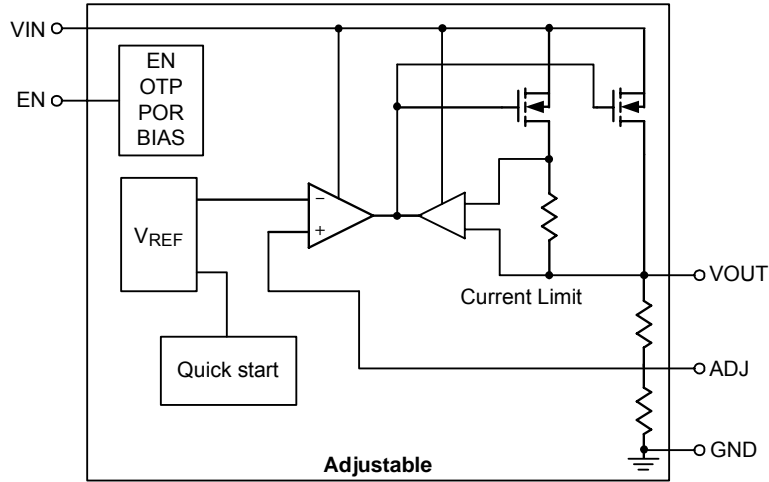 VIN
EN
EN
OTP
POR
BIAS
VREF
−
+
Quick start
Current Limit
VOUT
ADJ
GND
Adjustable